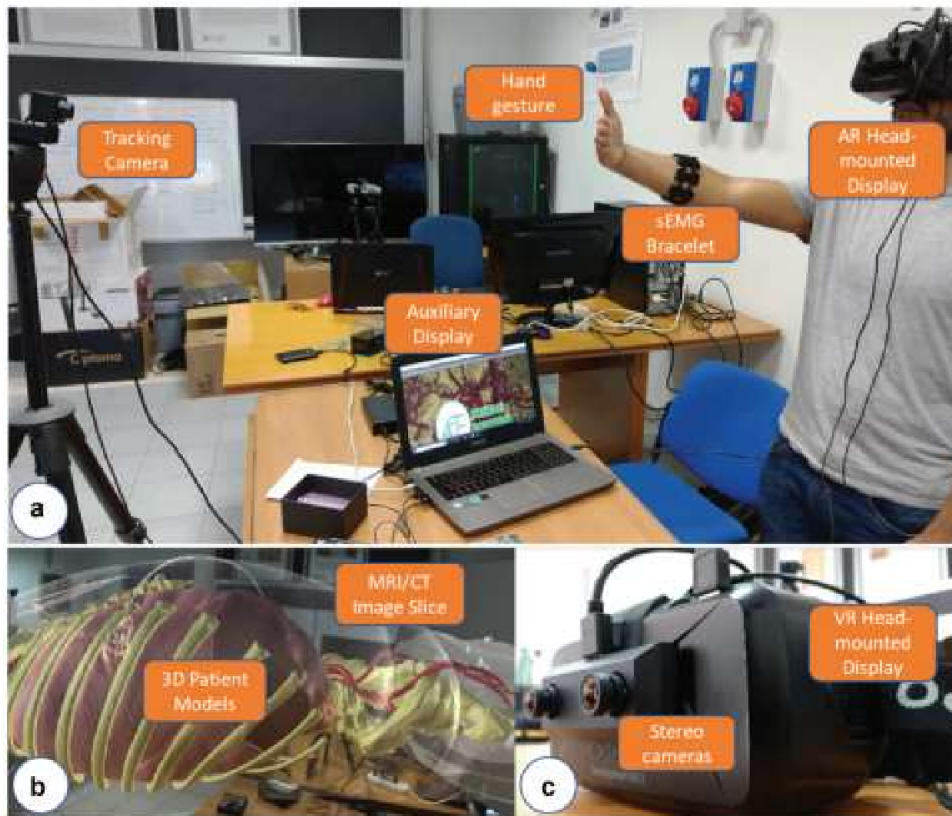 Hand
gesture
Tracking
Camera
AR Head-
mounted
Display
sEMG
Bracelet
Auxiliary
Display
a
MRI/CT
Image Slice
3D Patient
Models
b
VR Head-
mounted
Display
Stereo
cameras
c